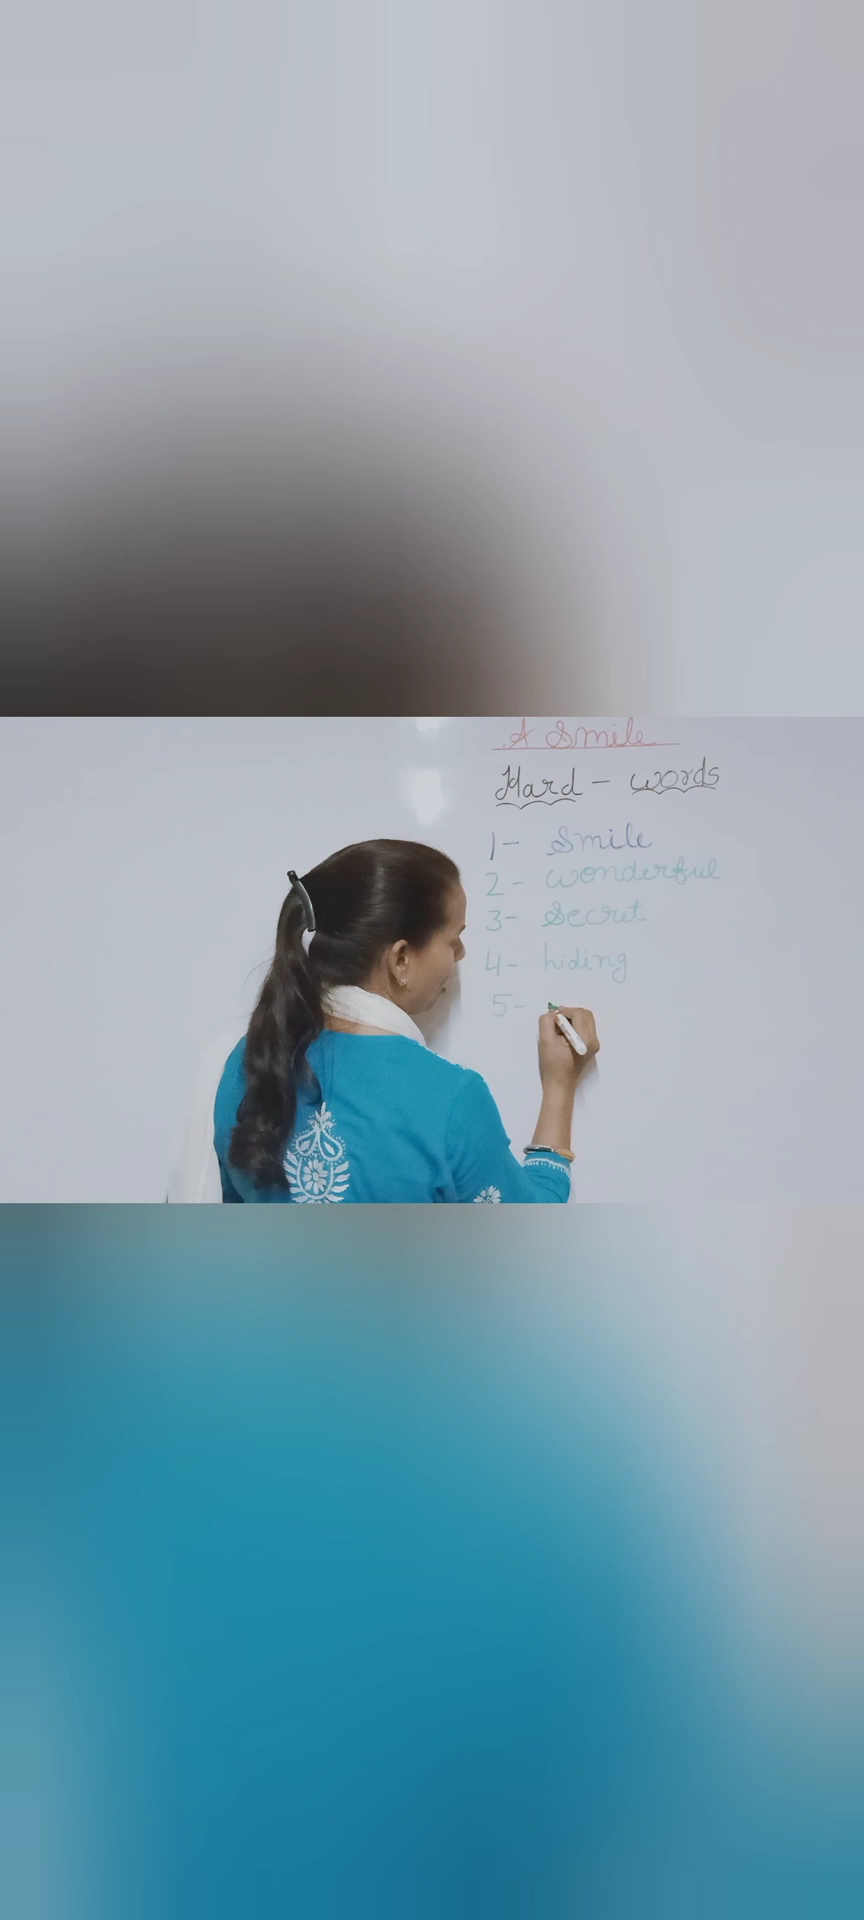 A Smile
Hard - words
1- Smile
2- wonderful
3- Secret
4- hiding
5-